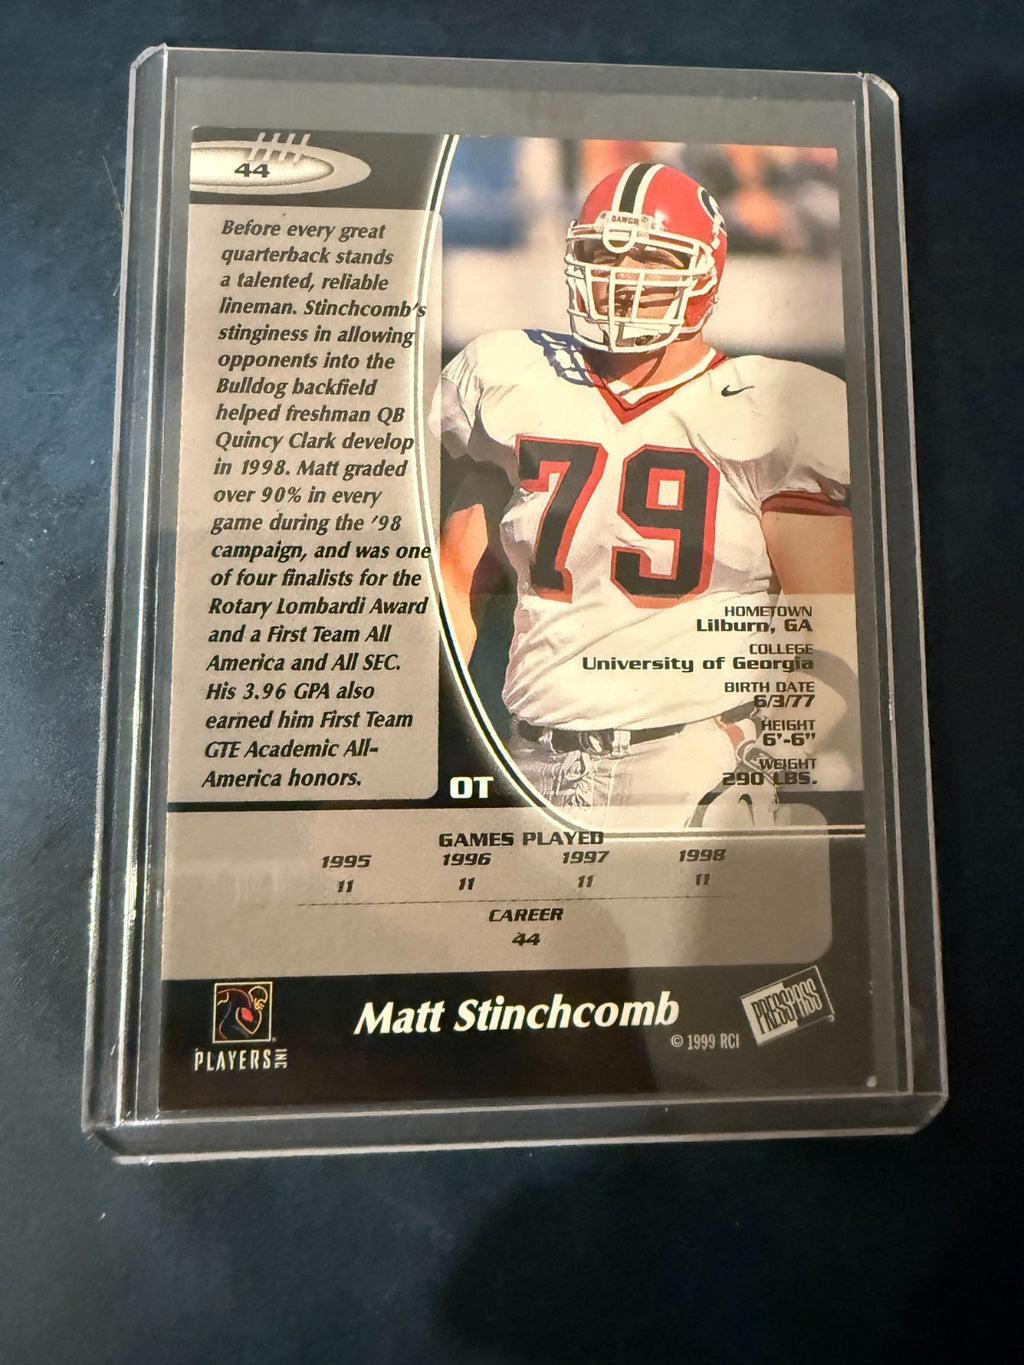 44
Before every great
quarterback stands
a talented, reliable
lineman. Stinchcomb's
stinginess in allowing
opponents into the
Bulldog backfield
helped freshman QB
Quincy Clark develop
in 1998. Matt graded
over 90% in every
game during the '98
campaign, and was one
of four finalists for the
Rotary Lombardi Award
and a First Team All
America and All SEC.
His 3.96 GPA also
earned him First Team
GTE Academic All-
America honors.
DAWGS
79
HOMETOWN
Lilburn, GA
COLLEGE
University of Georgia
BIRTH DATE
6/3/77
HEIGHT
6'-6"
WEIGHT
290 LBS.
OT
GAMES PLAYED
1995 1996 1997 1998
11 11 11 11
CAREER
44
PLAYERS INC
Matt Stinchcomb
PRESS PASS
© 1999 RCI